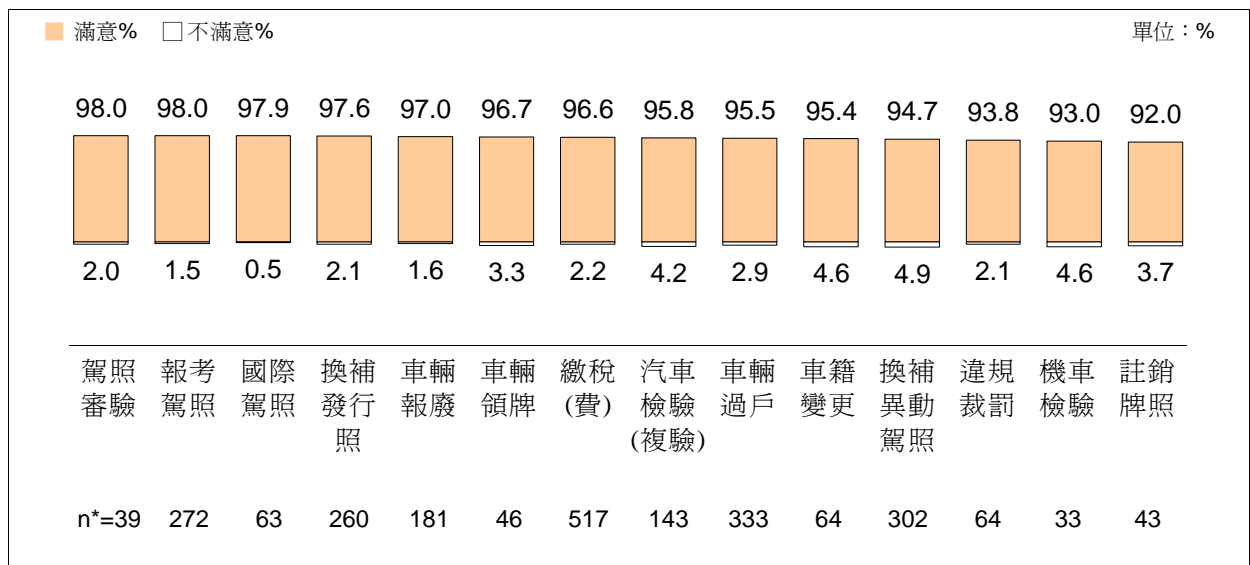 滿意% 不滿意% 單位：%
98.0 98.0 97.9 97.6 97.0 96.7 96.6 95.8 95.5 95.4 94.7 93.8 93.0 92.0
2.0 1.5 0.5 2.1 1.6 3.3 2.2 4.2 2.9 4.6 4.9 2.1 4.6 3.7
駕照 報考 國際 換補 車輛 車輛 繳稅 汽車 車輛 車籍 換補 違規 機車 註銷
審驗 駕照 駕照 發行 報廢 領牌 (費) 檢驗 過戶 變更 異動 裁罰 檢驗 牌照
照 (複驗) 駕照
n*=39 272 63 260 181 46 517 143 333 64 302 64 33 43